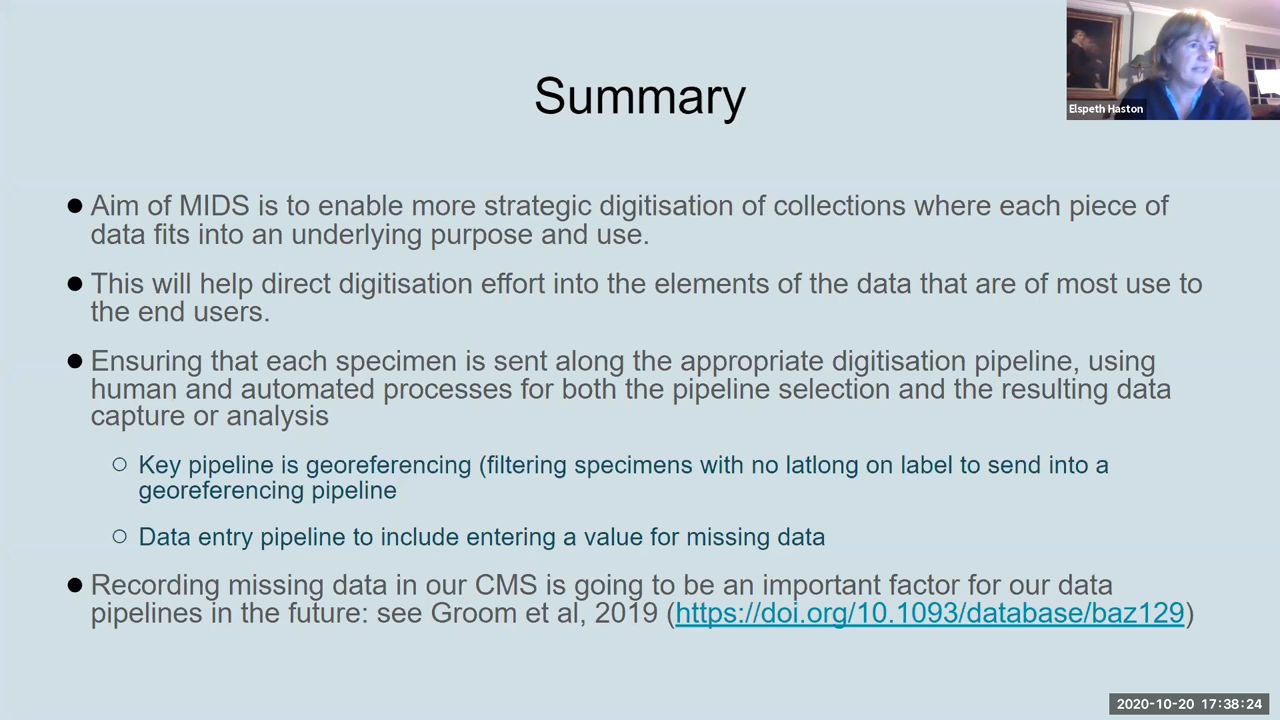 Summary
Elspeth Haston
● Aim of MIDS is to enable more strategic digitisation of collections where each piece of
data fits into an underlying purpose and use.
● This will help direct digitisation effort into the elements of the data that are of most use to
the end users.
● Ensuring that each specimen is sent along the appropriate digitisation pipeline, using
human and automated processes for both the pipeline selection and the resulting data
capture or analysis
○ Key pipeline is georeferencing (filtering specimens with no latlong on label to send into a
georeferencing pipeline
○ Data entry pipeline to include entering a value for missing data
● Recording missing data in our CMS is going to be an important factor for our data
pipelines in the future: see Groom et al, 2019 (https://doi.org/10.1093/database/baz129)
2020-10-20 17:38:24